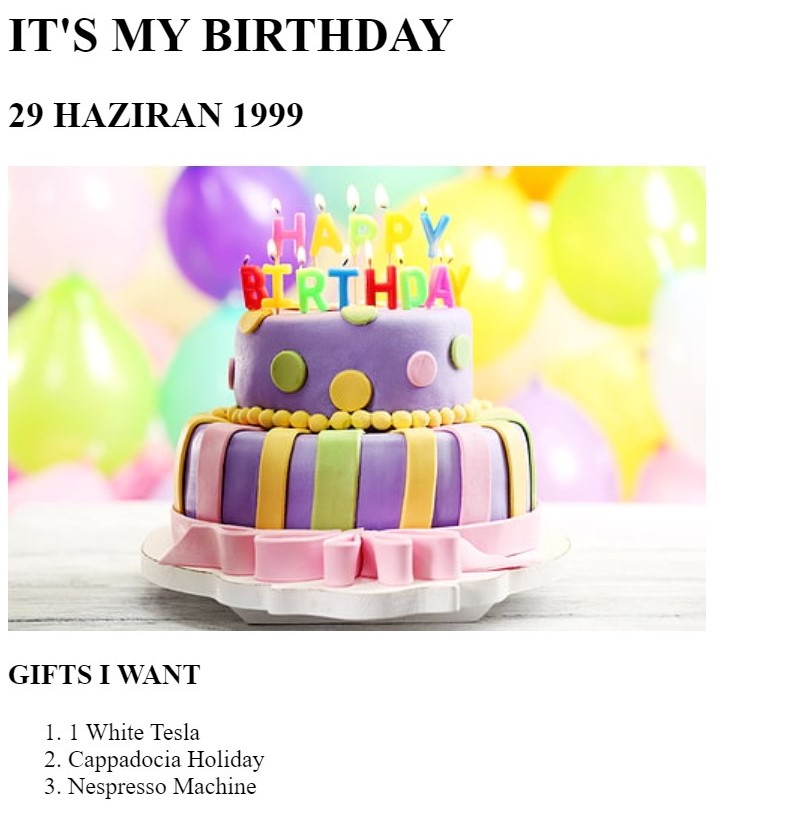 IT'S MY BIRTHDAY
29 HAZIRAN 1999
HAPPY
BIRTHDAY
GIFTS I WANT
1. 1 White Tesla
2. Cappadocia Holiday
3. Nespresso Machine